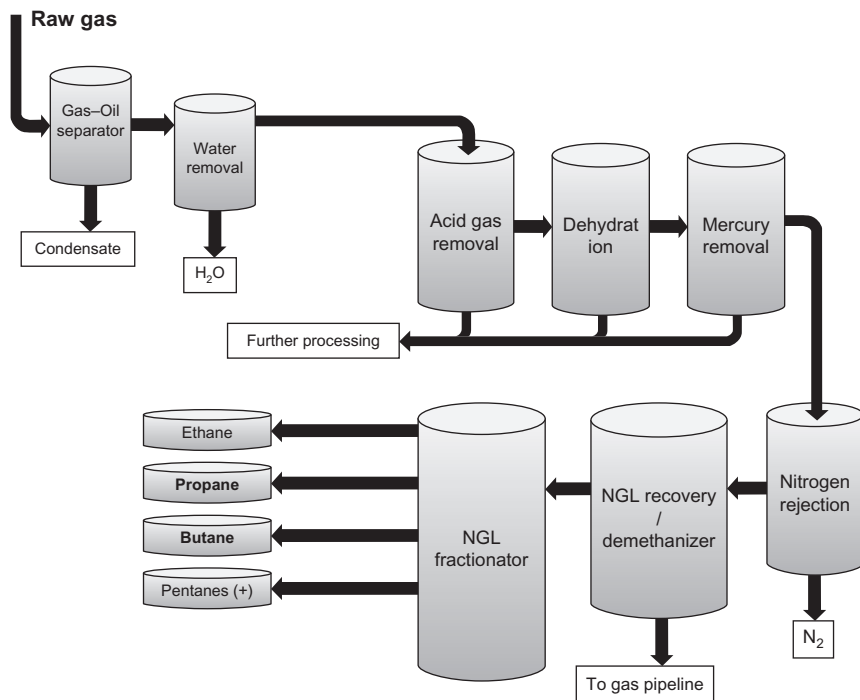 Raw gas
Gas–Oil
separator
Water
removal
Condensate
H₂O
Acid gas
removal
Dehydrat
ion
Mercury
removal
Further processing
Ethane
Propane
Butane
Pentanes (+)
NGL
fractionator
NGL recovery
/
demethanizer
Nitrogen
rejection
N₂
To gas pipeline